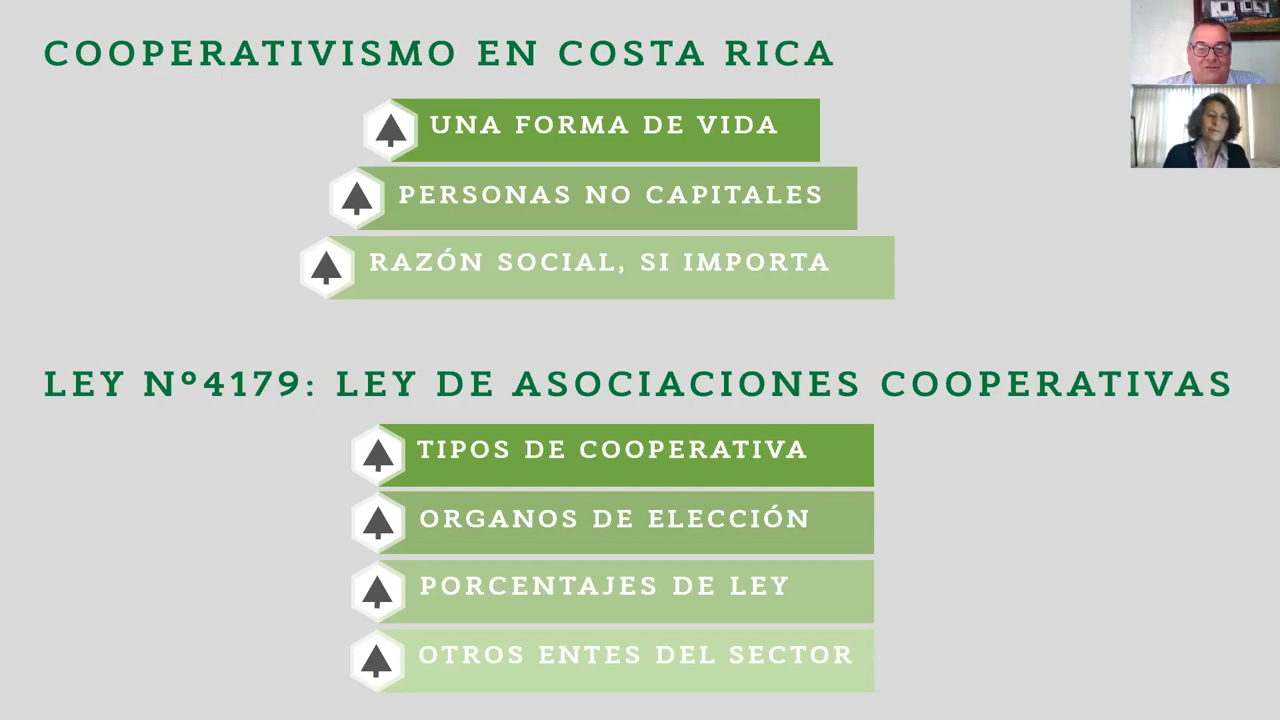 COOPERATIVISMO EN COSTA RICA
UNA FORMA DE VIDA
PERSONAS NO CAPITALES
RAZÓN SOCIAL, SI IMPORTA
LEY Nº4179: LEY DE ASOCIACIONES COOPERATIVAS
TIPOS DE COOPERATIVA
ORGANOS DE ELECCIÓN
PORCENTAJES DE LEY
OTROS ENTES DEL SECTOR